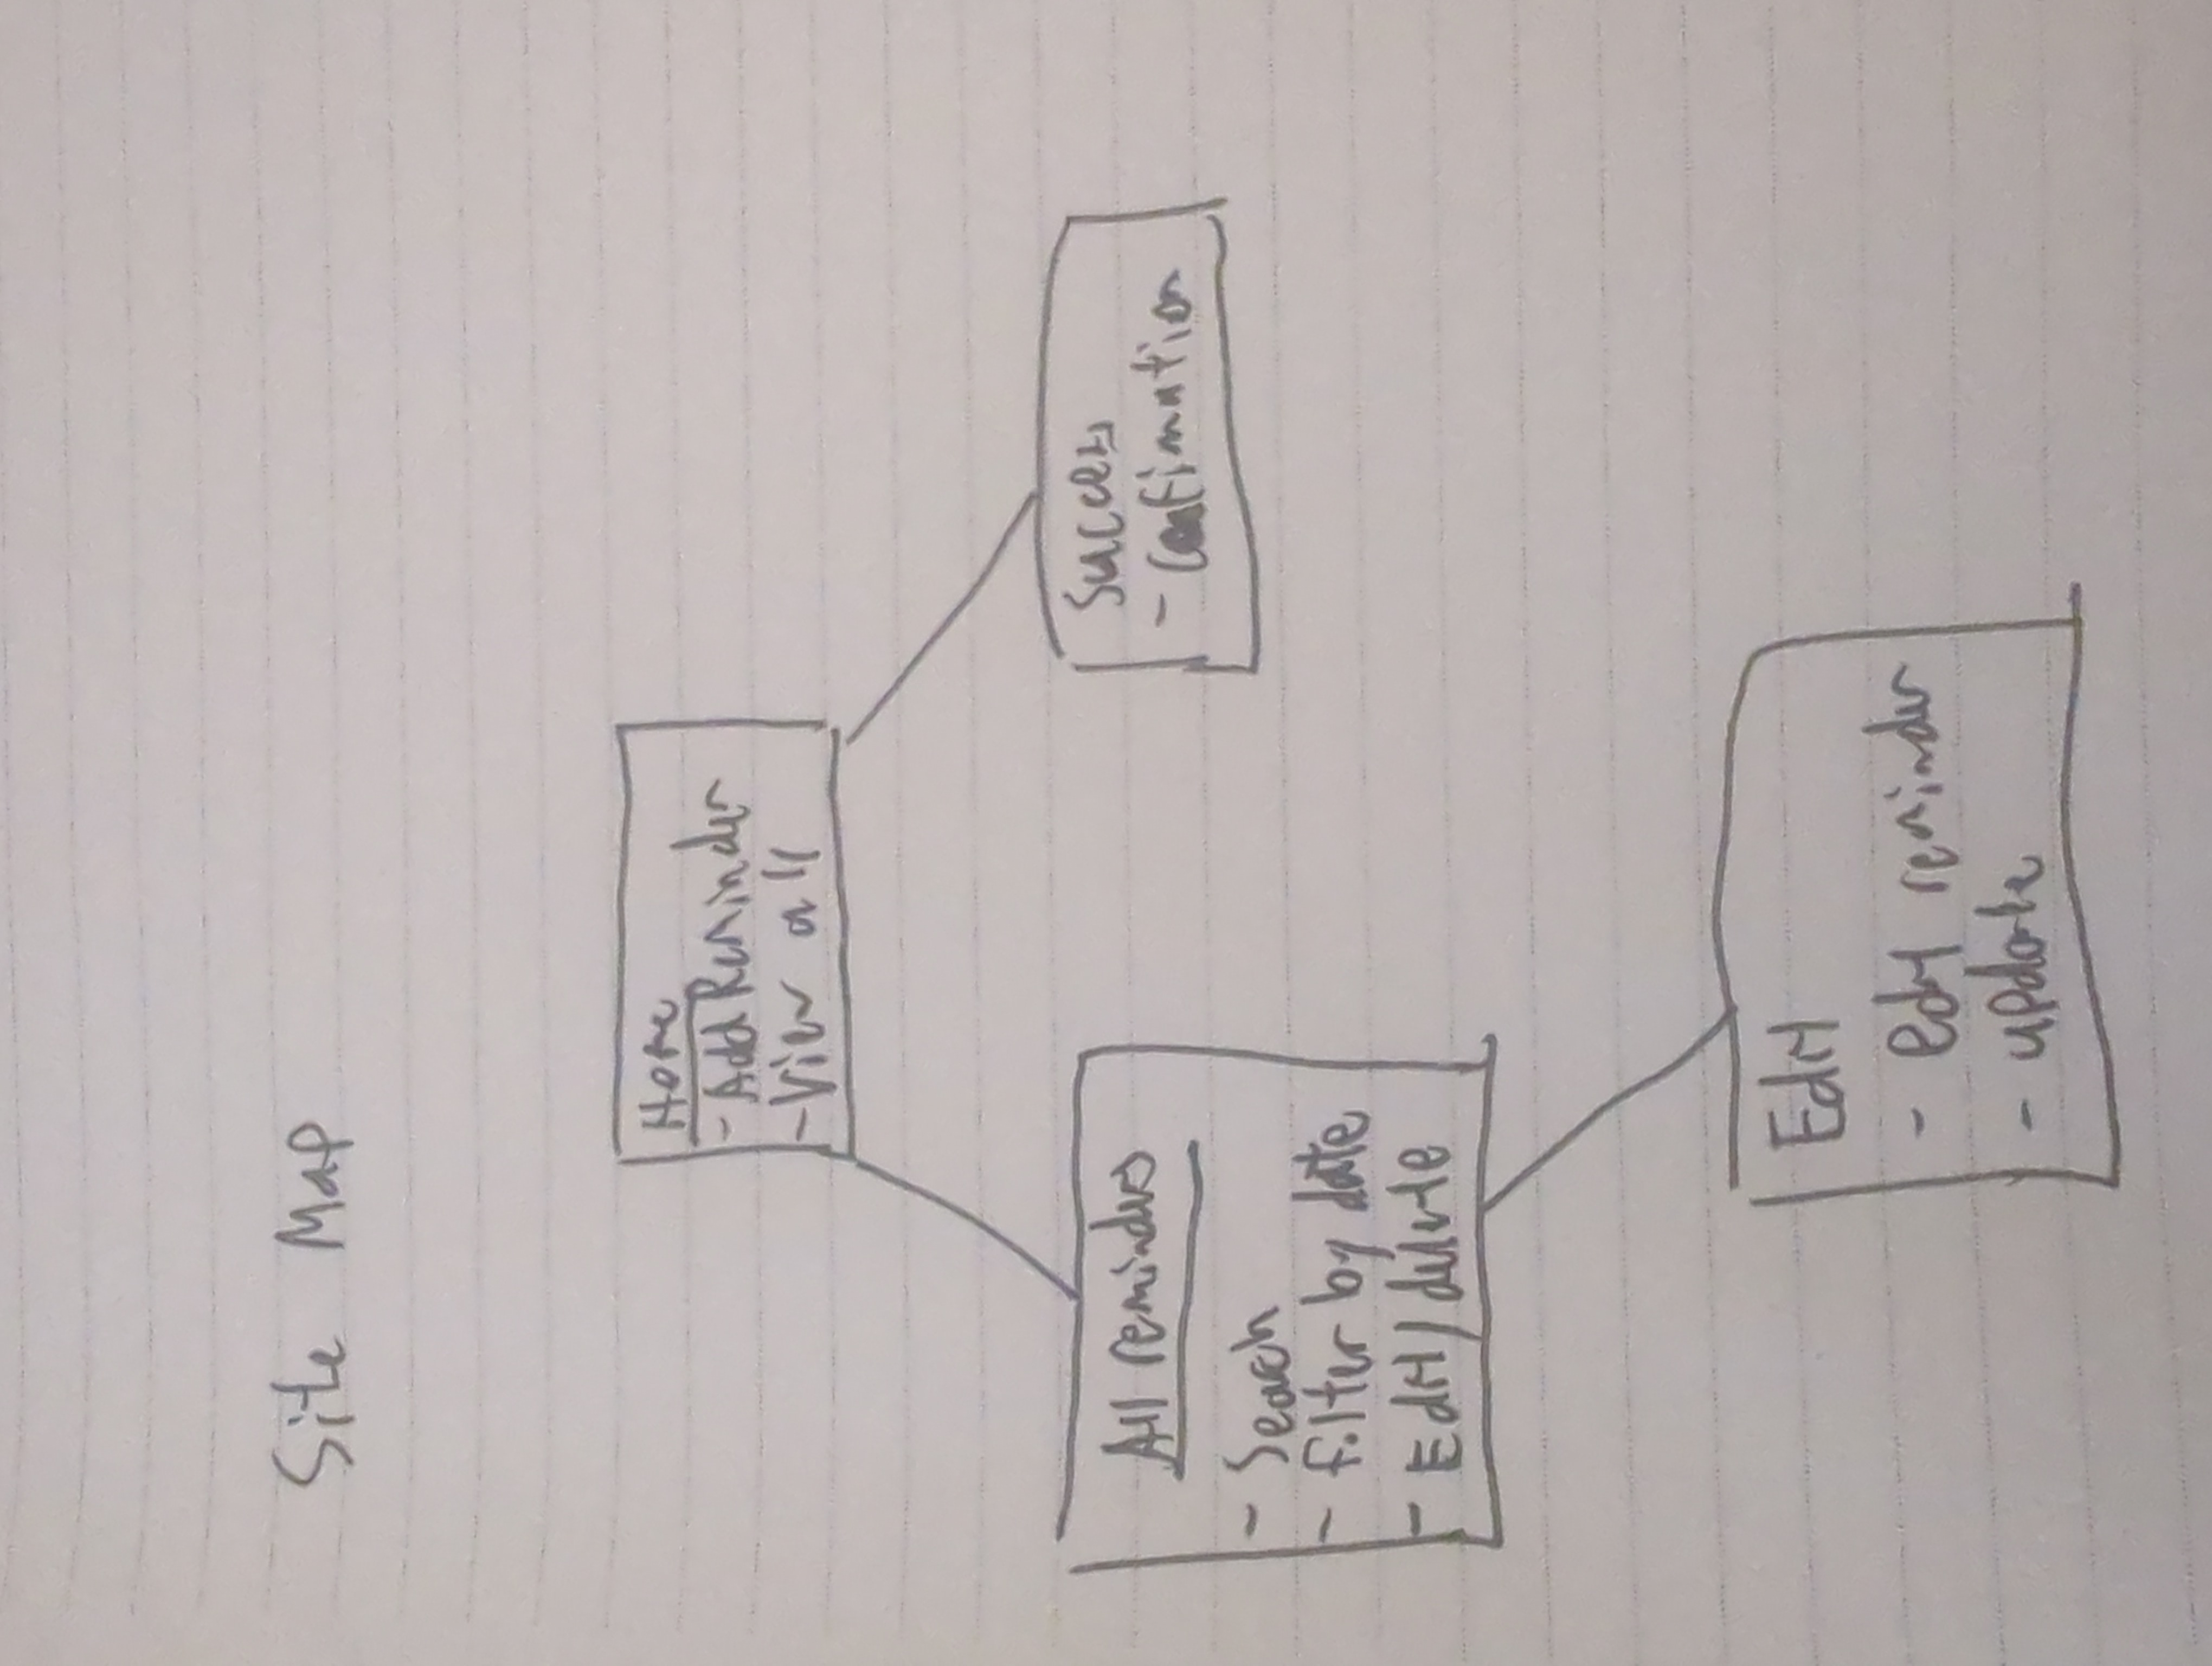 Site Map
Home
- Add Reminder
- View all
All reminders
- Search
- Filter by date
- Edit/delete
Success
- Confimation
Edit
- edit reminder
- update